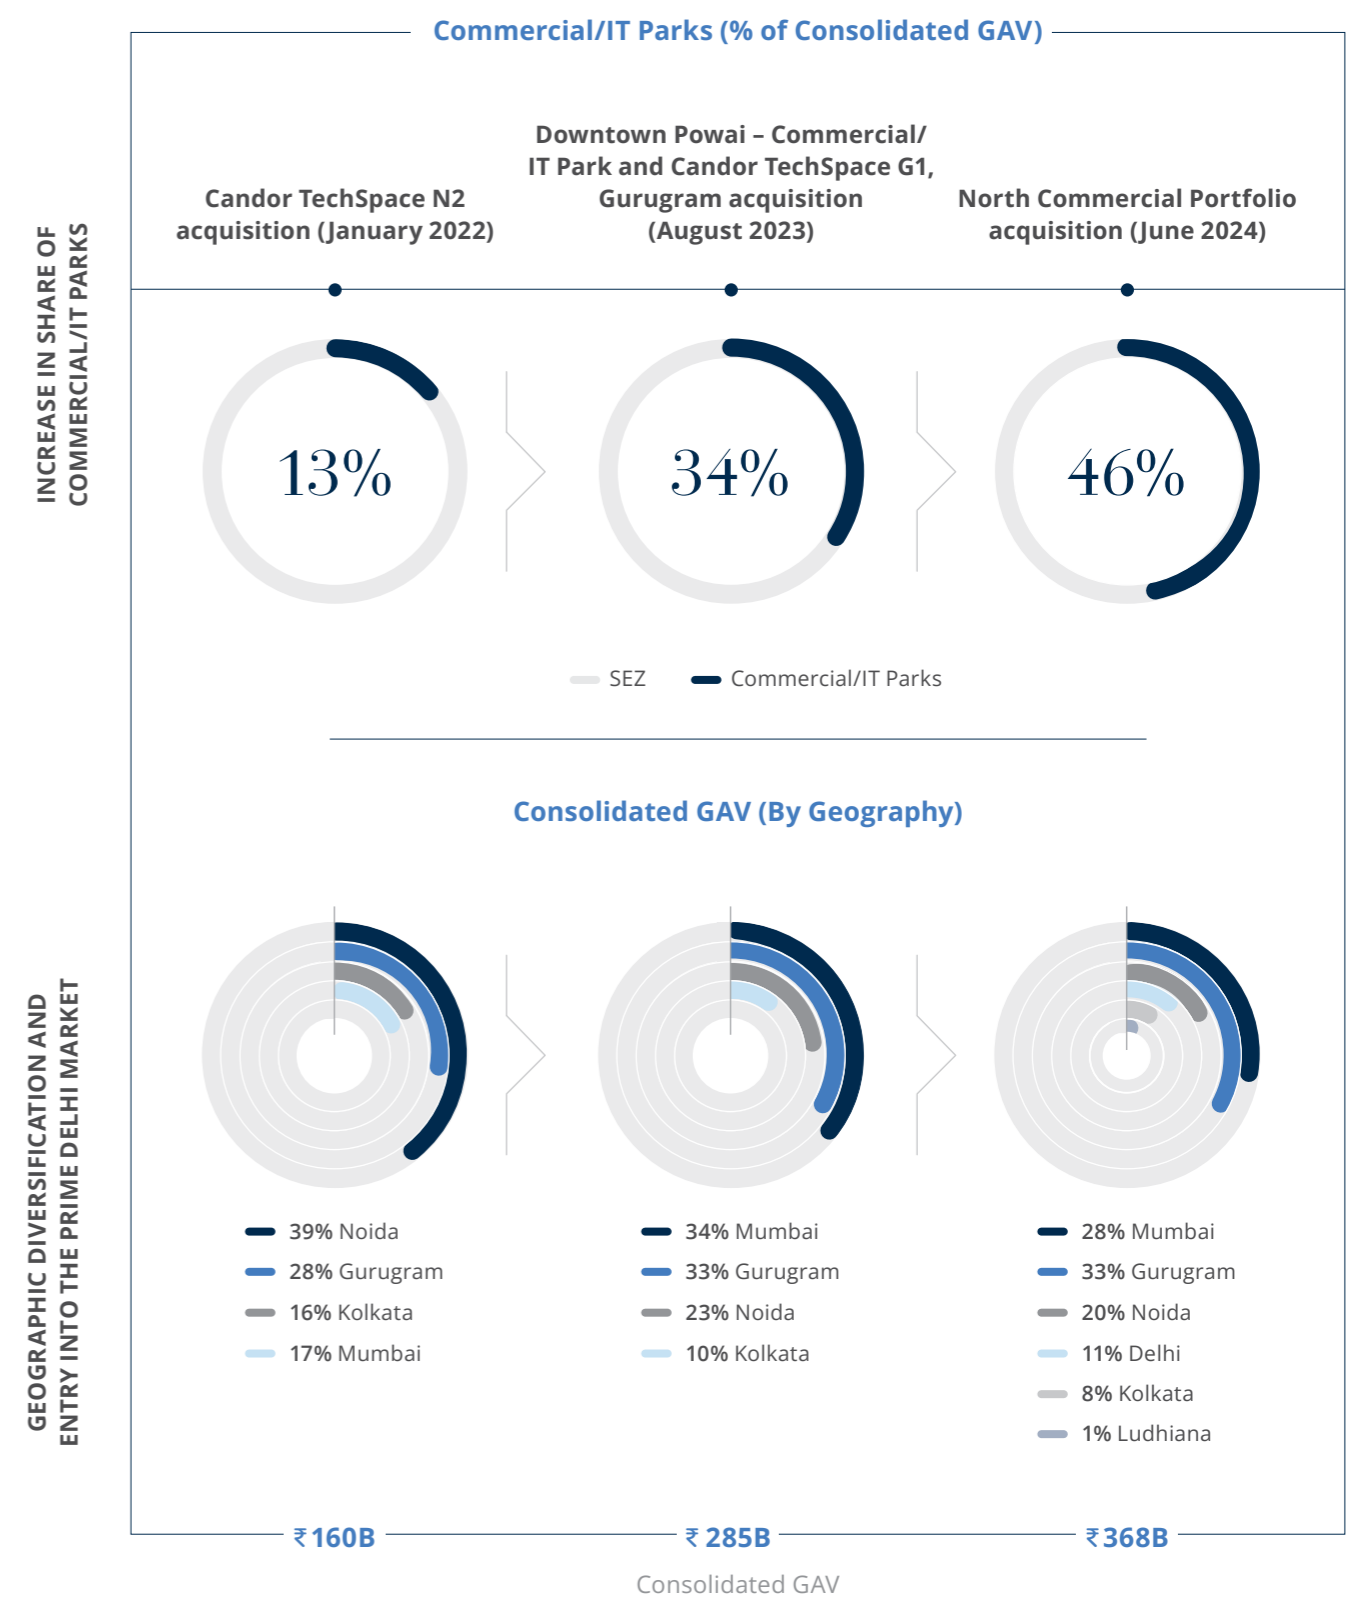 Commercial/IT Parks (% of Consolidated GAV)
INCREASE IN SHARE OF
COMMERCIAL/IT PARKS
Candor TechSpace N2
acquisition (January 2022)
Downtown Powai – Commercial/
IT Park and Candor TechSpace G1,
Gurugram acquisition
(August 2023)
North Commercial Portfolio
acquisition (June 2024)
13%
34%
46%
SEZ
Commercial/IT Parks
Consolidated GAV (By Geography)
GEOGRAPHIC DIVERSIFICATION AND
ENTRY INTO THE PRIME DELHI MARKET
39% Noida
28% Gurugram
16% Kolkata
17% Mumbai
34% Mumbai
33% Gurugram
23% Noida
10% Kolkata
28% Mumbai
33% Gurugram
20% Noida
11% Delhi
8% Kolkata
1% Ludhiana
₹160B
₹ 285B
₹368B
Consolidated GAV